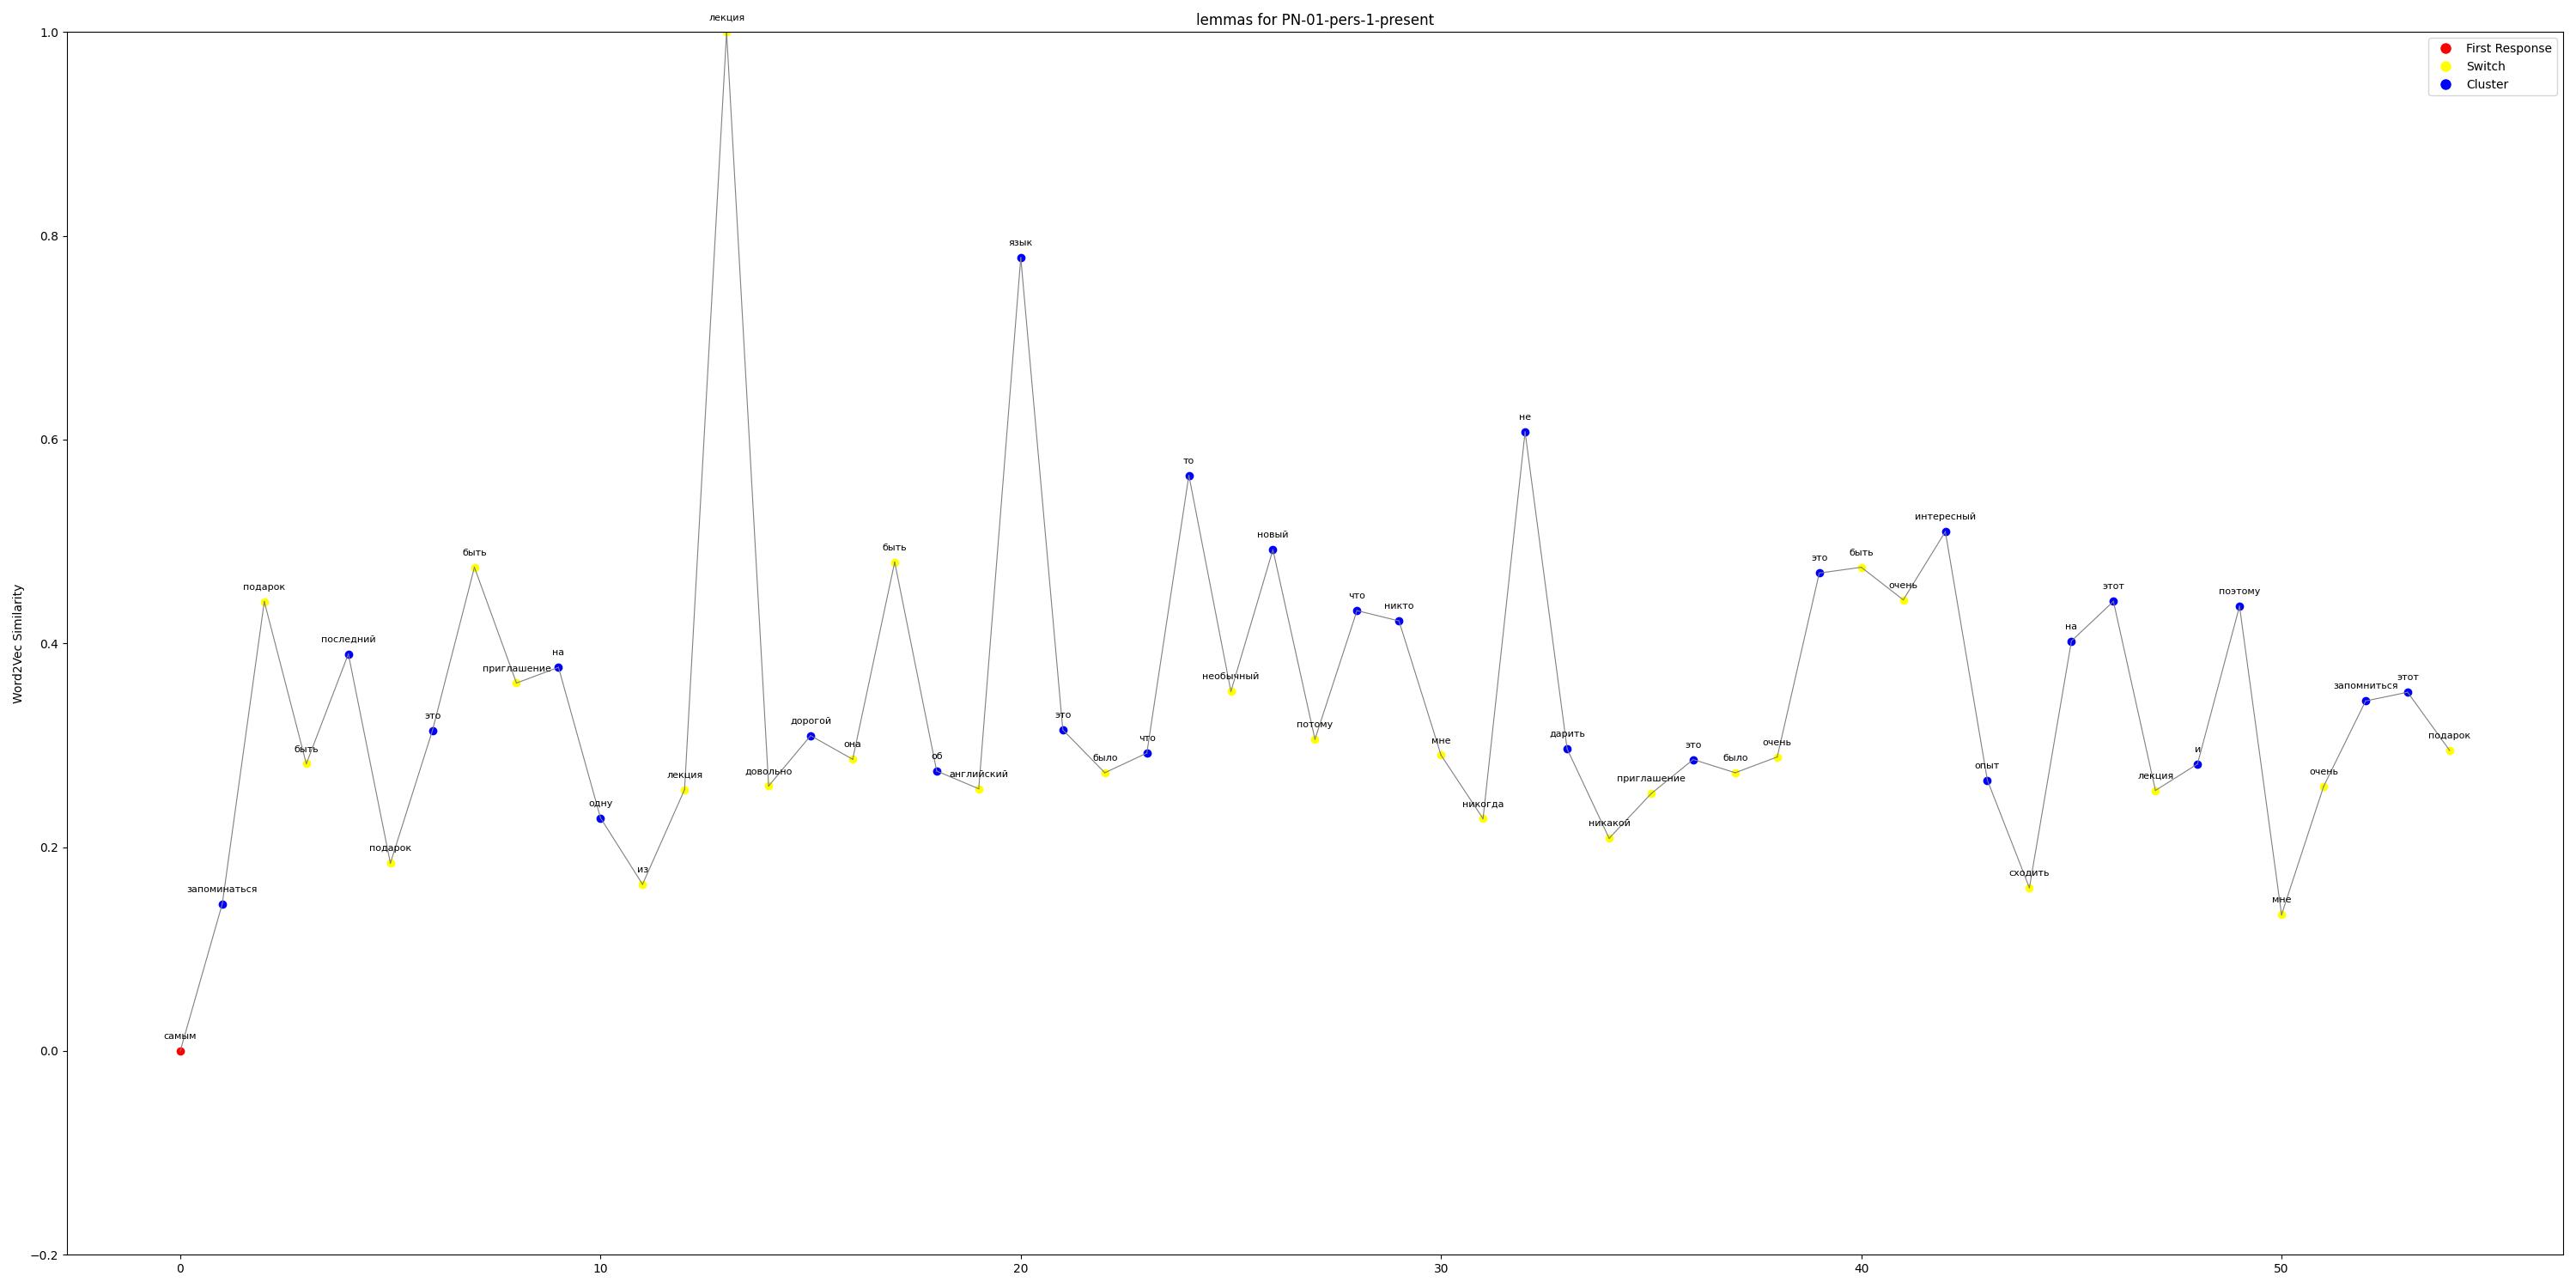 lemmas for PN-01-pers-1-present
First Response
Switch
Cluster
Word2Vec Similarity
1.0
0.8
0.6
0.4
0.2
0.0
−0.2
0
10
20
30
40
50
самым
запоминаться
подарок
быть
последний
подарок
это
быть
приглашение
на
одну
из
лекция
лекция
довольно
дорогой
она
быть
об
английский
язык
это
было
что
то
необычный
новый
потому
что
никто
мне
никогда
не
дарить
никакой
приглашение
это
было
очень
это
быть
очень
интересный
опыт
сходить
на
этот
лекция
и
поэтому
мне
очень
запомниться
этот
подарок